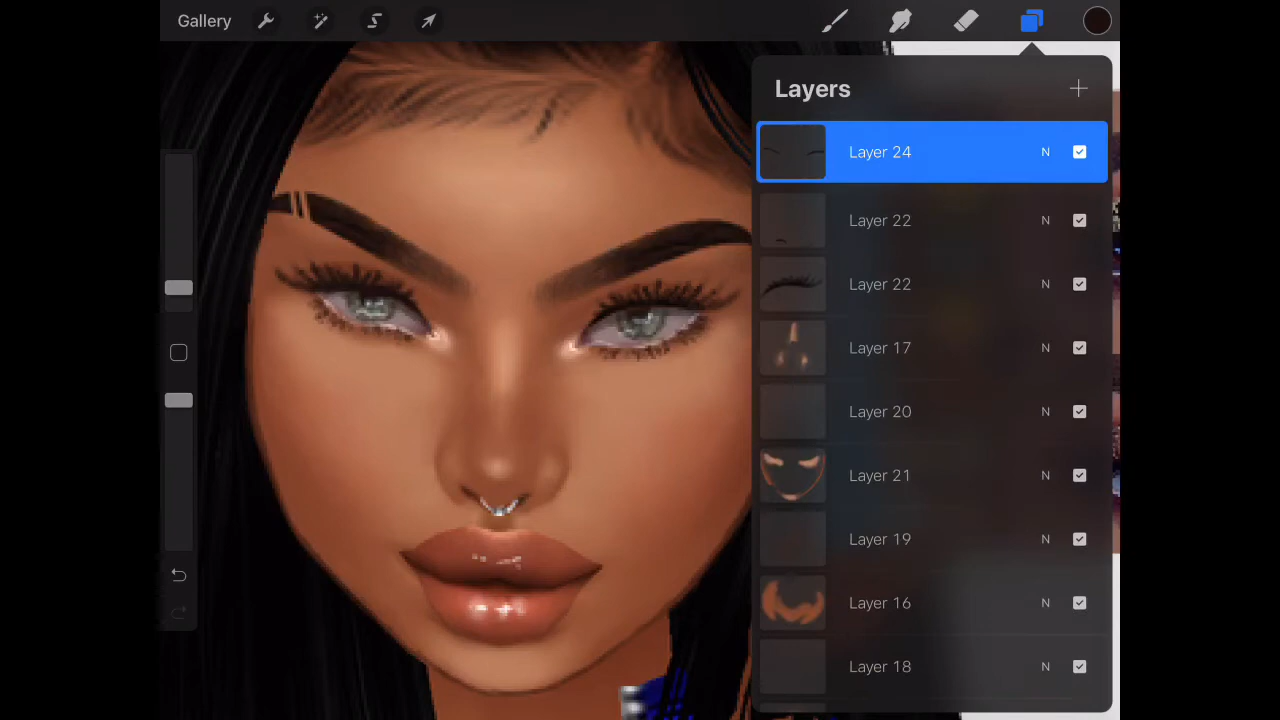 Gallery
Layers
Layer 24 N
Layer 22 N
Layer 22 N
Layer 17 N
Layer 20 N
Layer 21 N
Layer 19 N
Layer 16 N
Layer 18 N